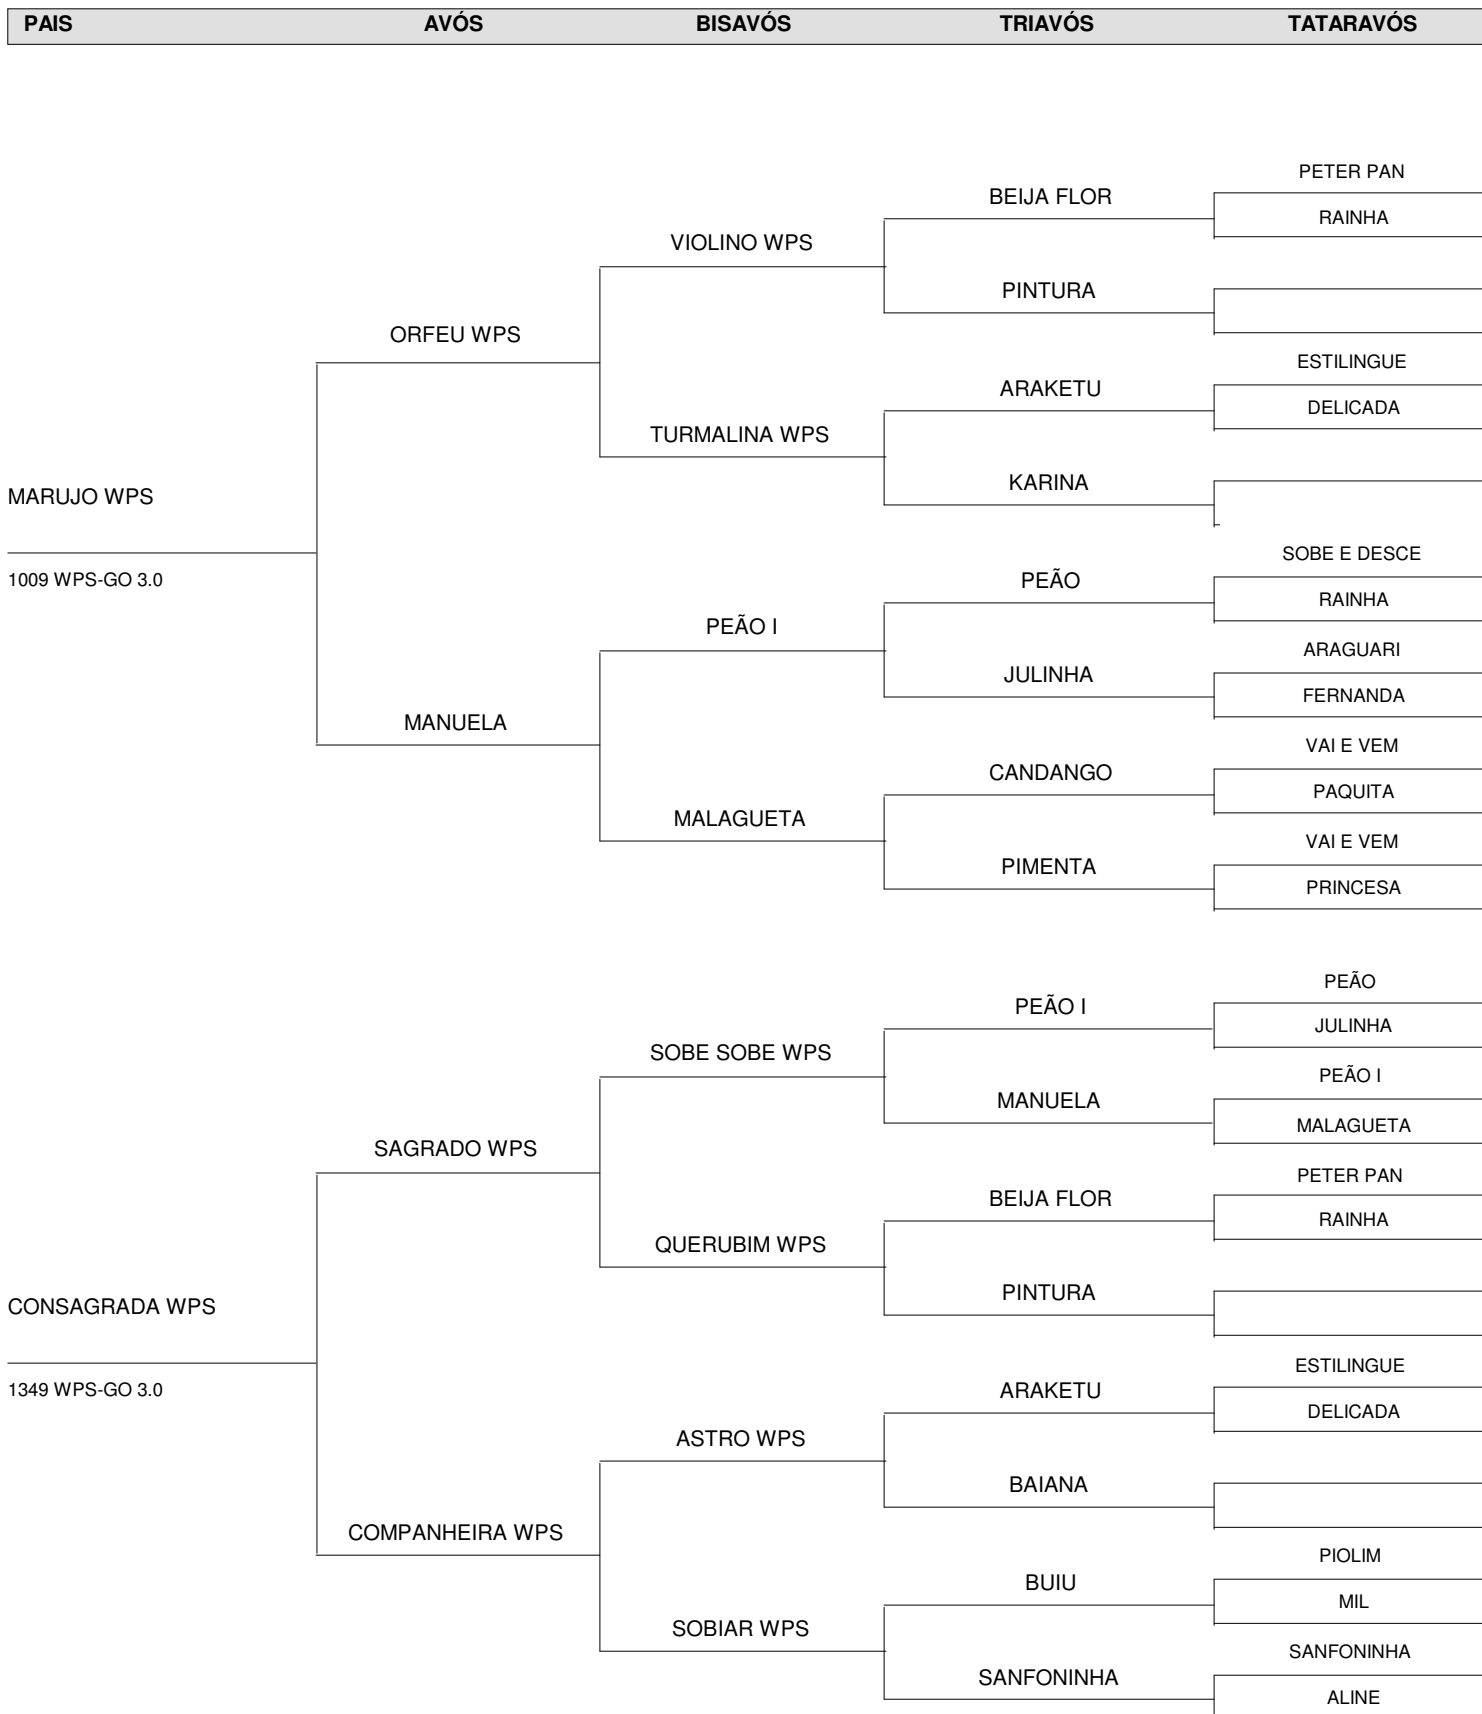 PAIS AVÓS BISAVÓS TRIAVÓS TATARAVÓS
PETER PAN
BEIJA FLOR
RAINHA
VIOLINO WPS
PINTURA
ORFEU WPS
ESTILINGUE
ARAKETU
DELICADA
TURMALINA WPS
KARINA
MARUJO WPS
1009 WPS-GO 3.0
SOBE E DESCE
PEÃO
RAINHA
PEÃO I
ARAGUARI
JULINHA
FERNANDA
MANUELA
VAI E VEM
CANDANGO
PAQUITA
MALAGUETA
VAI E VEM
PIMENTA
PRINCESA
PEÃO
PEÃO I
JULINHA
SOBE SOBE WPS
PEÃO I
MANUELA
MALAGUETA
SAGRADO WPS
PETER PAN
BEIJA FLOR
RAINHA
QUERUBIM WPS
PINTURA
CONSAGRADA WPS
1349 WPS-GO 3.0
ESTILINGUE
ARAKETU
DELICADA
ASTRO WPS
BAIANA
COMPANHEIRA WPS
PIOLIM
BUIU
MIL
SOBIAR WPS
SANFONINHA
SANFONINHA
ALINE